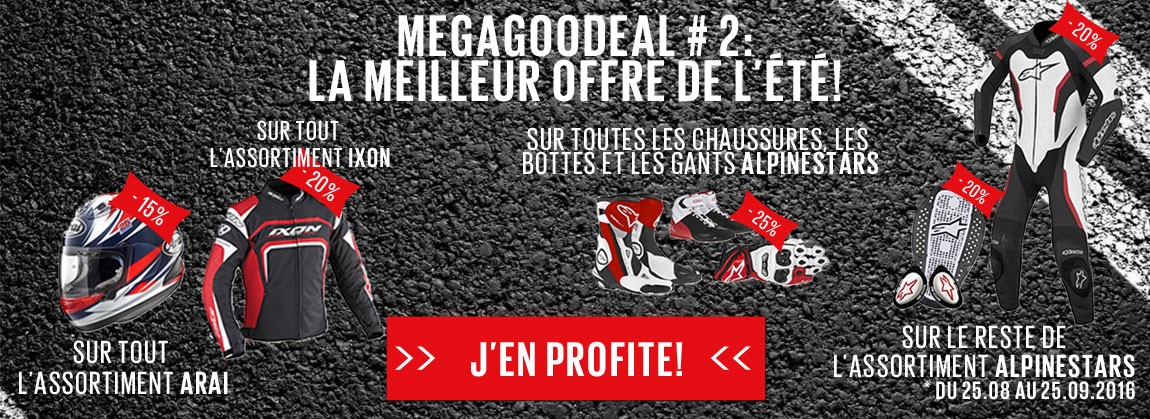 MEGAGOODEAL # 2:
LA MEILLEUR OFFRE DE L'ÉTÉ!
SUR TOUT
L'ASSORTIMENT IXON
- 20%
IXON
- 15%
ARAI
SUR TOUT
L'ASSORTIMENT ARAI
SUR TOUTES LES CHAUSSURES, LES
BOTTES ET LES GANTS ALPINESTARS
- 25%
>> J'EN PROFITE! <<
- 20%
- 20%
alpinestars
SUR LE RESTE DE
L'ASSORTIMENT ALPINESTARS
* DU 25.08 AU 25.09.2016